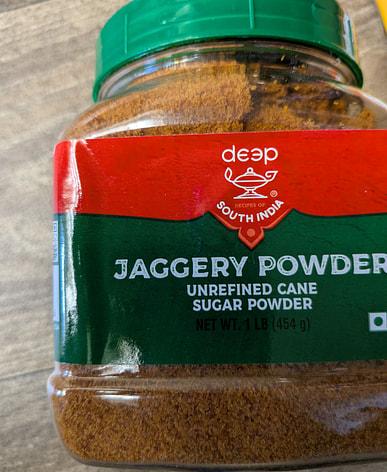 deep
®
RECIPES OF
SOUTH INDIA
JAGGERY POWDER
UNREFINED CANE
SUGAR POWDER
NET WT. 1 LB (454 g)